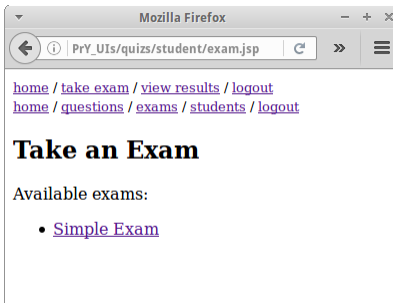 Mozilla Firefox
PrY_UIs/quizs/student/exam.jsp
home / take exam / view results / logout
home / questions / exams / students / logout
Take an Exam
Available exams:
Simple Exam